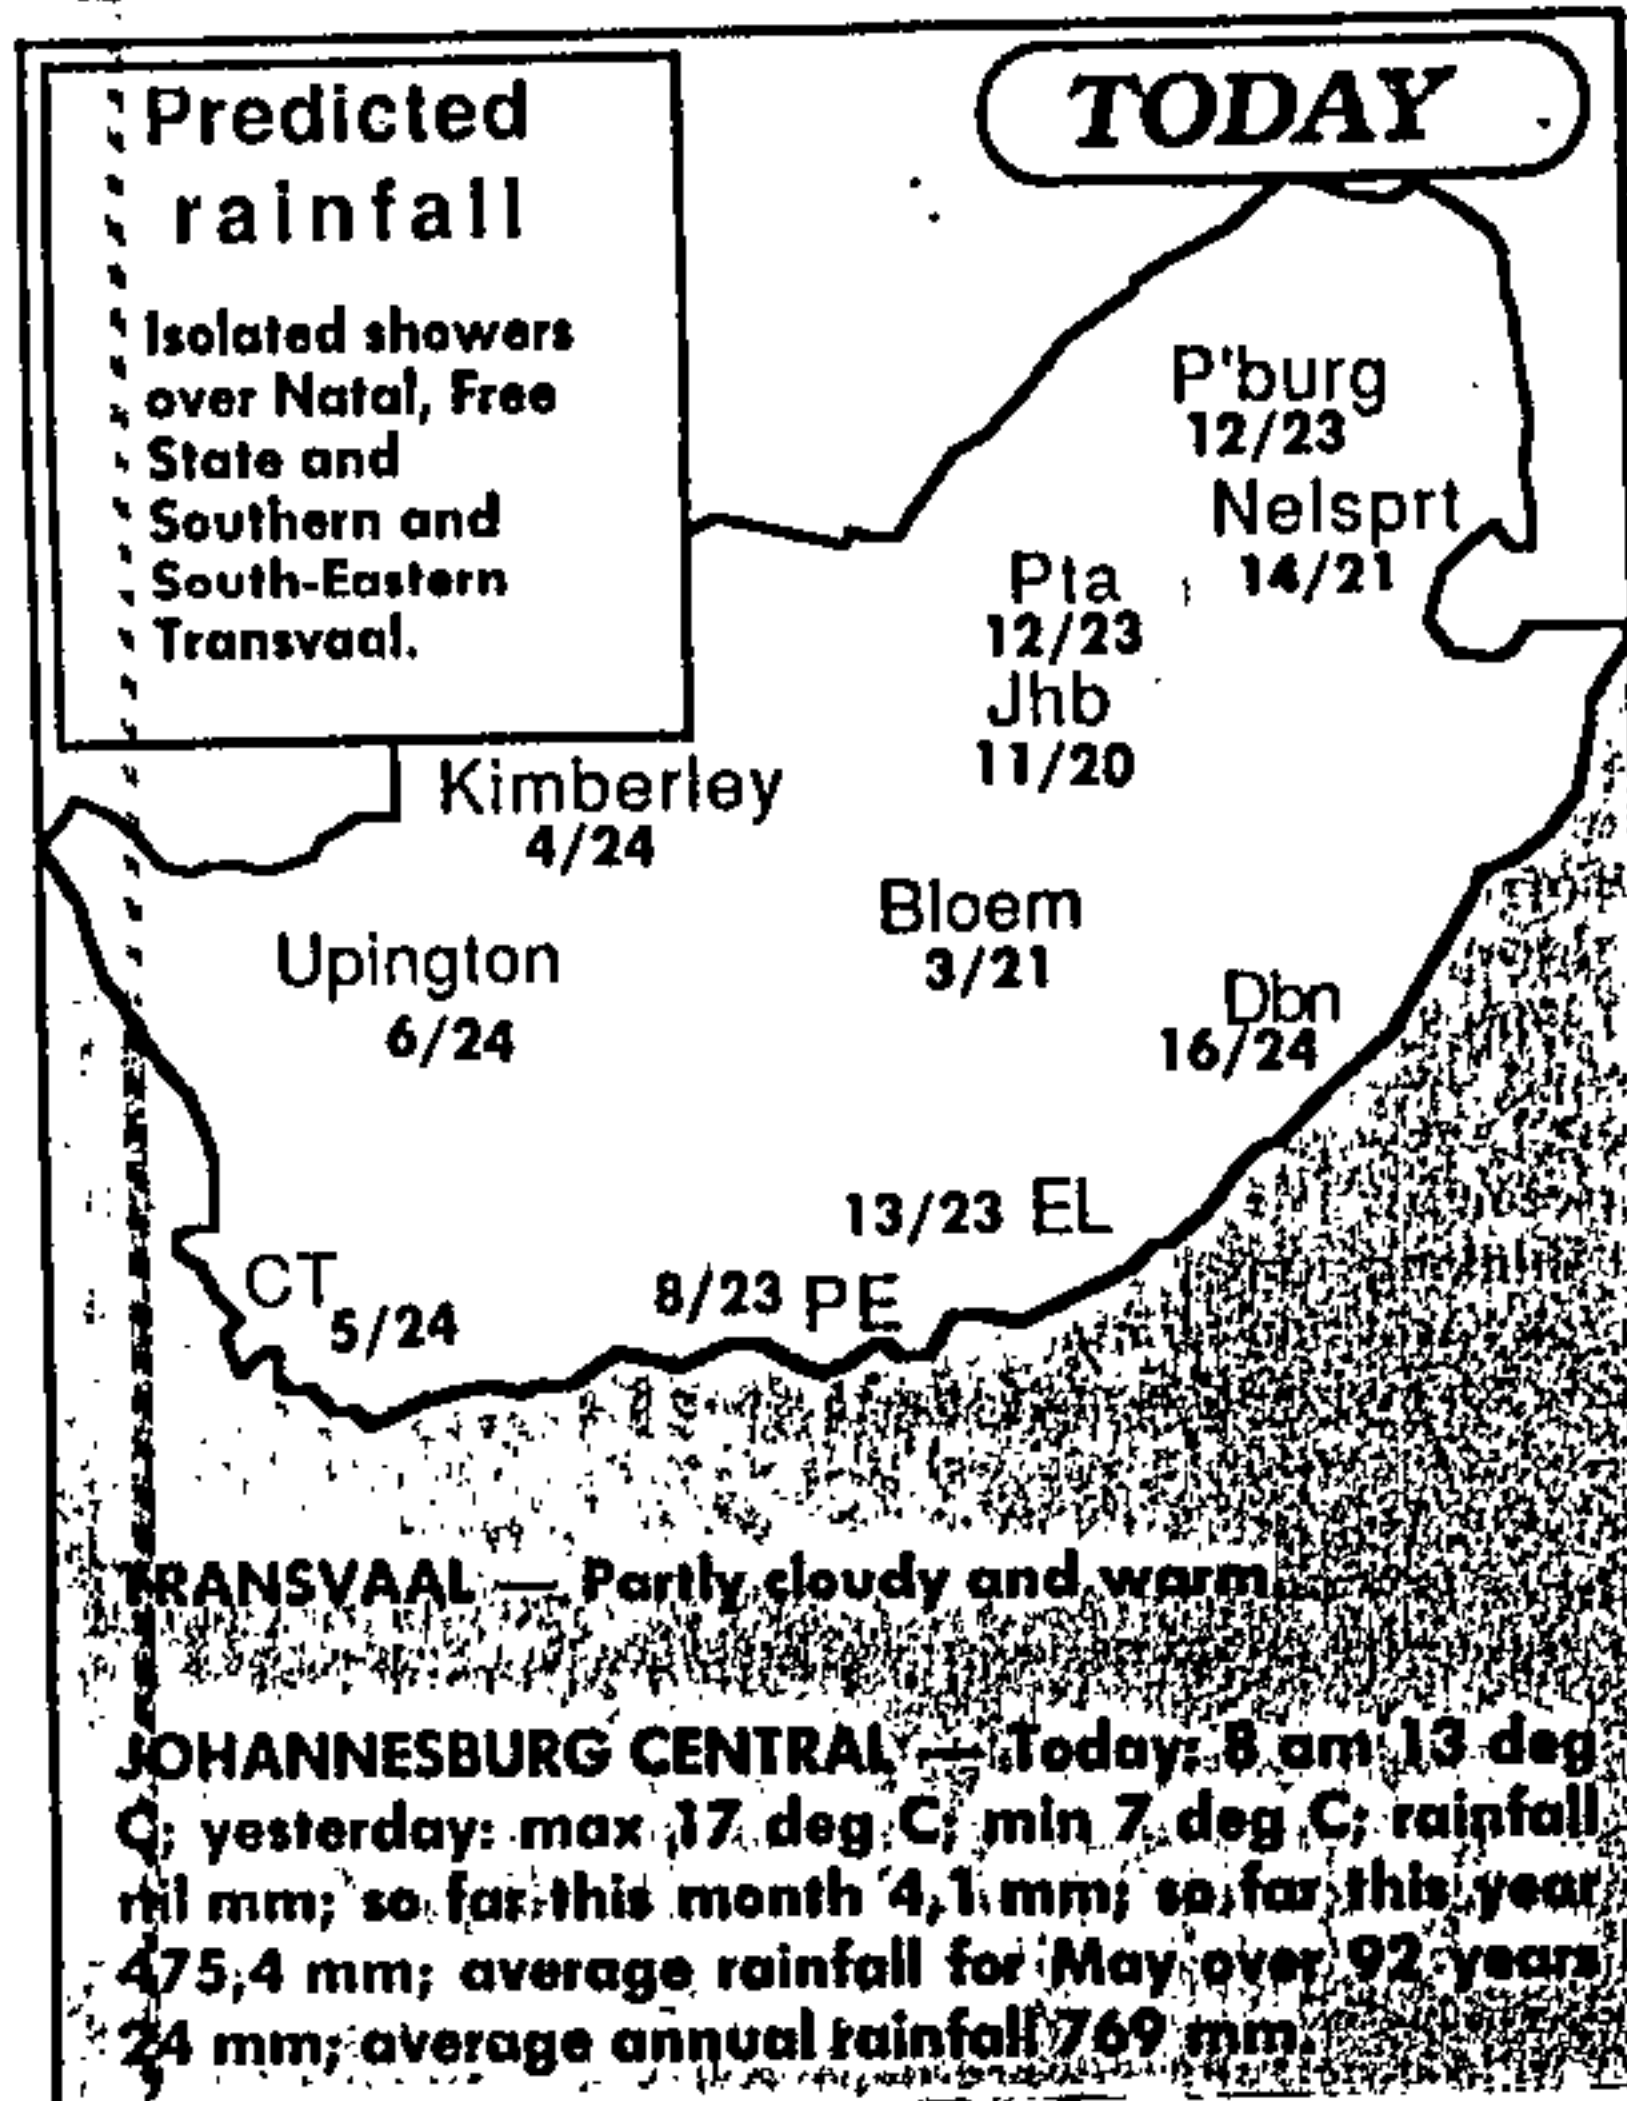 Predicted
rainfall
Isolated showers
over Natal, Free
State and
Southern and
South-Eastern
Transvaal.
TODAY
P'burg
12/23
Nelsprt
14/21
Pta
12/23
Jhb
11/20
Kimberley
4/24
Bloem
3/21
Upington
6/24
Dbn
16/24
13/23 EL
8/23 PE
CT
5/24
TRANSVAAL — Partly cloudy and warm.
JOHANNESBURG CENTRAL — Today: 8 am 13 deg
C; yesterday: max 17 deg C; min 7 deg C; rainfall
nil mm; so far this month 4,1 mm; so far this year
475,4 mm; average rainfall for May over 92 years
24 mm; average annual rainfall 769 mm.